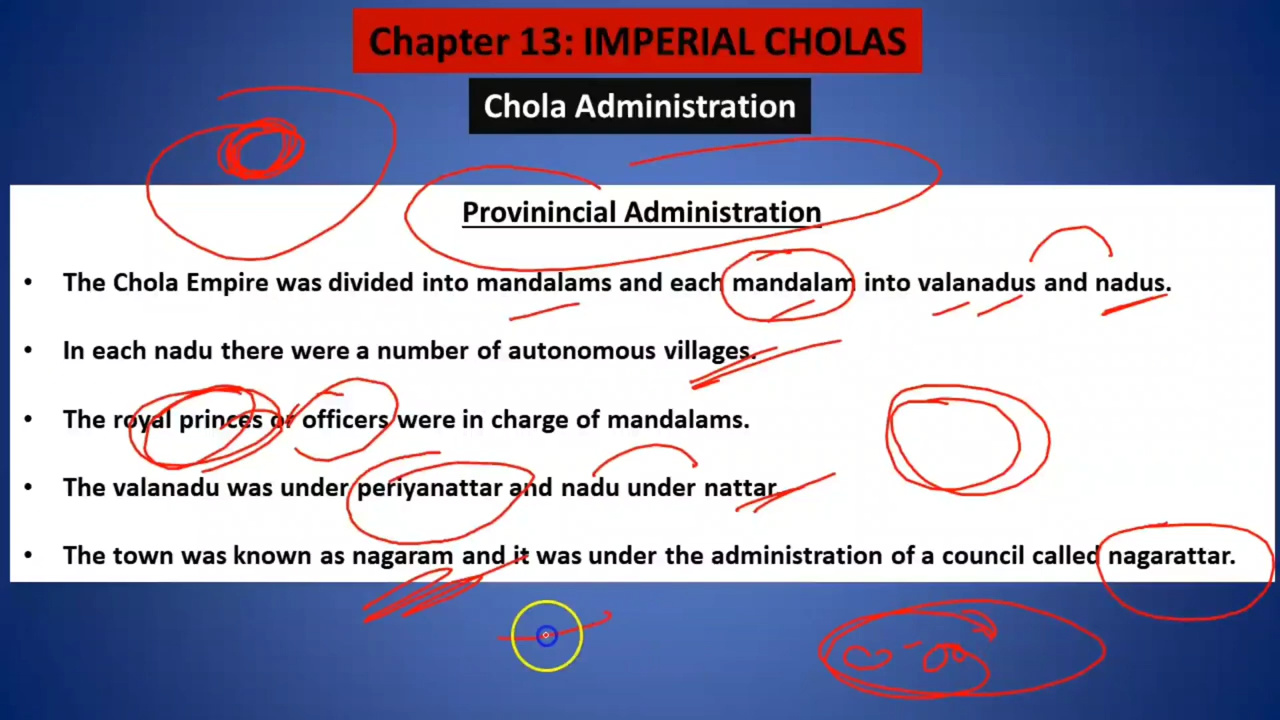 Chapter 13: IMPERIAL CHOLAS
Chola Administration
Provinincial Administration
• The Chola Empire was divided into mandalams and each mandalam into valanadus and nadus.
• In each nadu there were a number of autonomous villages.
• The royal princes or officers were in charge of mandalams.
• The valanadu was under periyanattar and nadu under nattar.
• The town was known as nagaram and it was under the administration of a council called nagarattar.